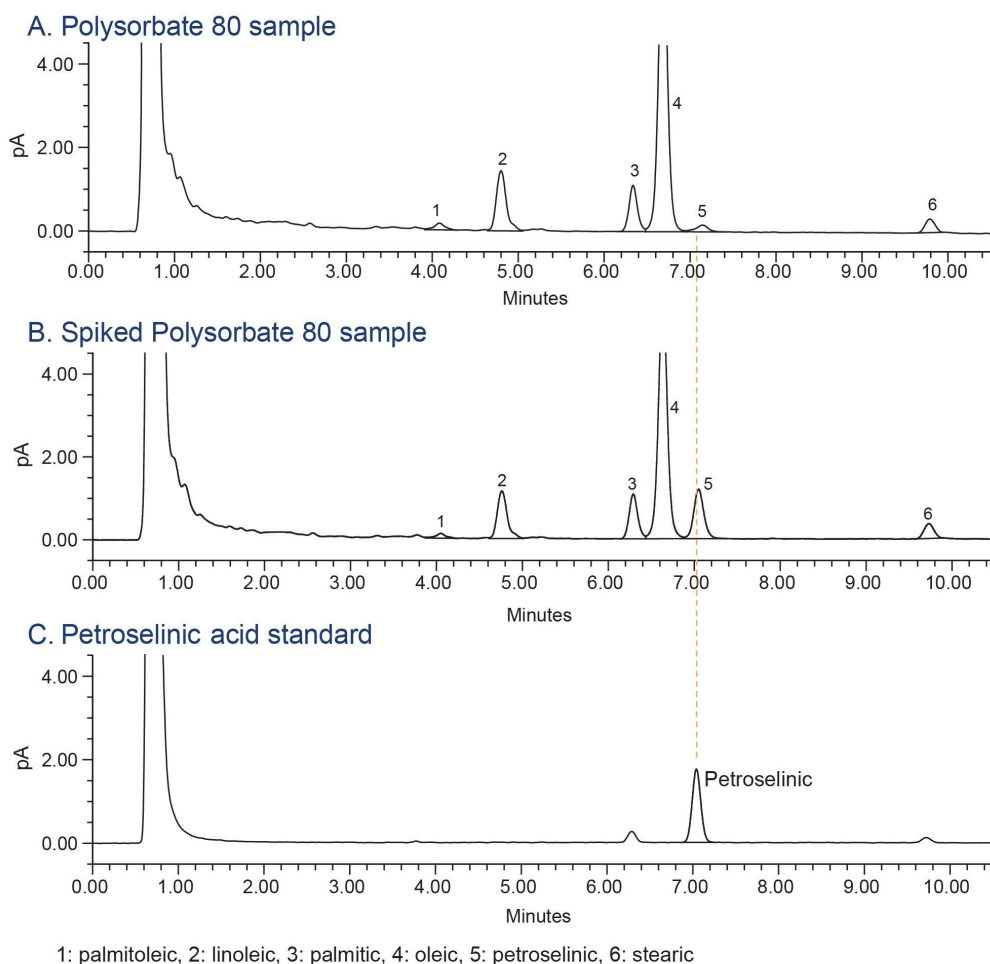 A. Polysorbate 80 sample
4.00
2.00
0.00
pA
1
2
3
4
5
6
0.00 1.00 2.00 3.00 4.00 5.00 6.00 7.00 8.00 9.00 10.00
Minutes
B. Spiked Polysorbate 80 sample
4.00
2.00
0.00
pA
1
2
3
4
5
6
0.00 1.00 2.00 3.00 4.00 5.00 6.00 7.00 8.00 9.00 10.00
Minutes
C. Petroselinic acid standard
4.00
2.00
0.00
pA
Petroselinic
0.00 1.00 2.00 3.00 4.00 5.00 6.00 7.00 8.00 9.00 10.00
Minutes
1: palmitoleic, 2: linoleic, 3: palmitic, 4: oleic, 5: petroselinic, 6: stearic